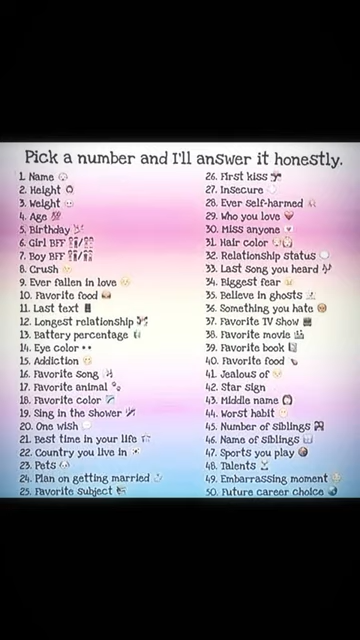 Pick a number and I'll answer it honestly.
1. Name
2. Height
3. Weight
4. Age 💯
5. Birthday
6. Girl BFF
7. Boy BFF
8. Crush
9. Ever fallen in love
10. Favorite food
11. Last text
12. Longest relationship
13. Battery percentage
14. Eye color
15. Addiction
16. Favorite song
17. Favorite animal
18. Favorite color
19. Sing in the shower
20. One wish
21. Best time in your life
22. Country you live in
23. Pets
24. Plan on getting married
25. Favorite subject
26. First kiss
27. Insecure
28. Ever self-harmed
29. Who you love
30. Miss anyone
31. Hair color
32. Relationship status
33. Last song you heard
34. Biggest fear
35. Believe in ghosts
36. Something you hate
37. Favorite TV show
38. Favorite movie
39. Favorite book
40. Favorite food
41. Jealous of
42. Star sign
43. Middle name
44. Worst habit
45. Number of siblings
46. Name of siblings
47. Sports you play
48. Talents
49. Embarrassing moment
50. Future career choice